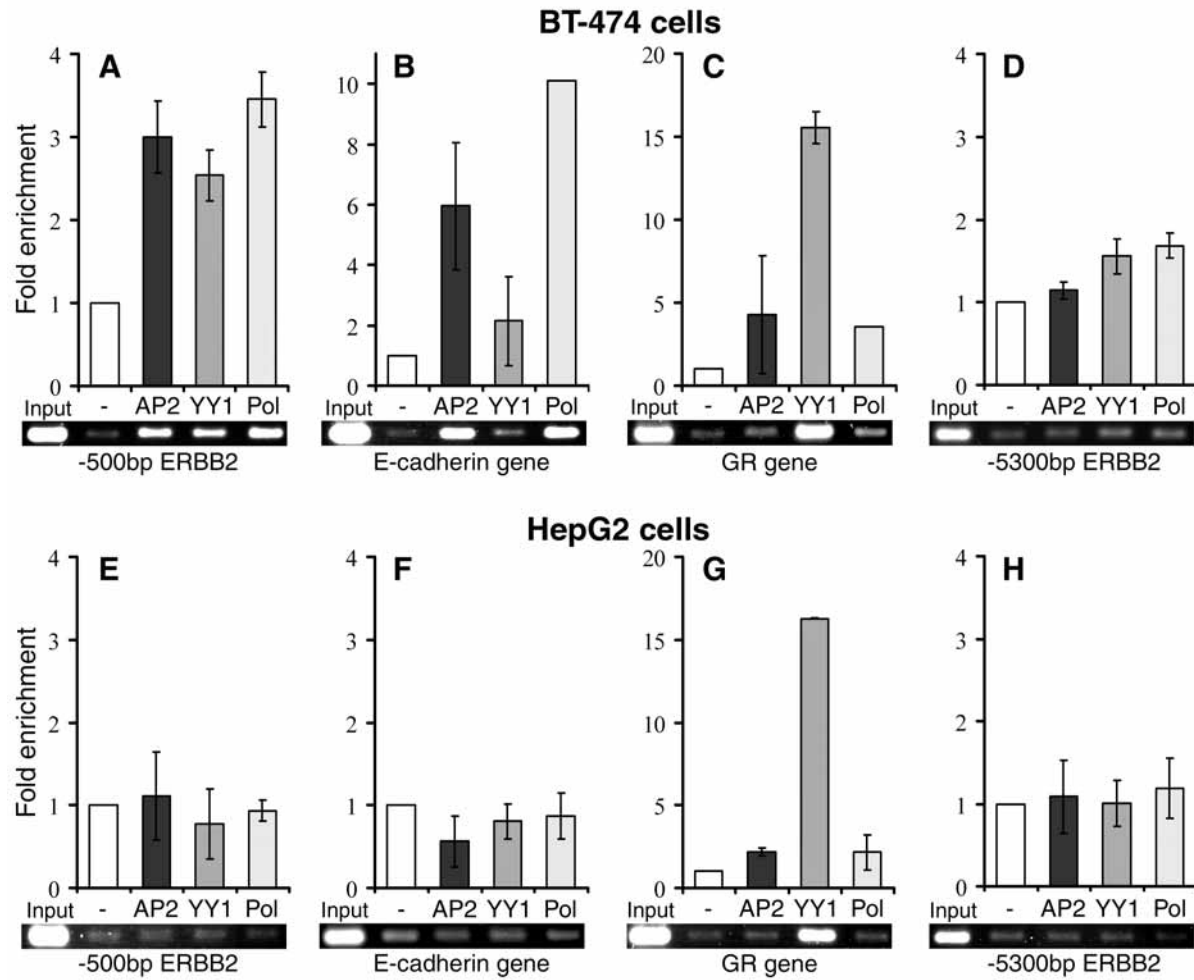 BT-474 cells
A B C D
Fold enrichment
4 3 2 1 0
10 8 6 4 2 0
20 15 10 5 0
4 3 2 1 0
Input - AP2 YY1 Pol
Input - AP2 YY1 Pol
Input - AP2 YY1 Pol
Input - AP2 YY1 Pol
-500bp ERBB2
E-cadherin gene
GR gene
-5300bp ERBB2
HepG2 cells
E F G H
Fold enrichment
4 3 2 1 0
4 3 2 1 0
20 15 10 5 0
4 3 2 1 0
Input - AP2 YY1 Pol
Input - AP2 YY1 Pol
Input - AP2 YY1 Pol
Input - AP2 YY1 Pol
-500bp ERBB2
E-cadherin gene
GR gene
-5300bp ERBB2